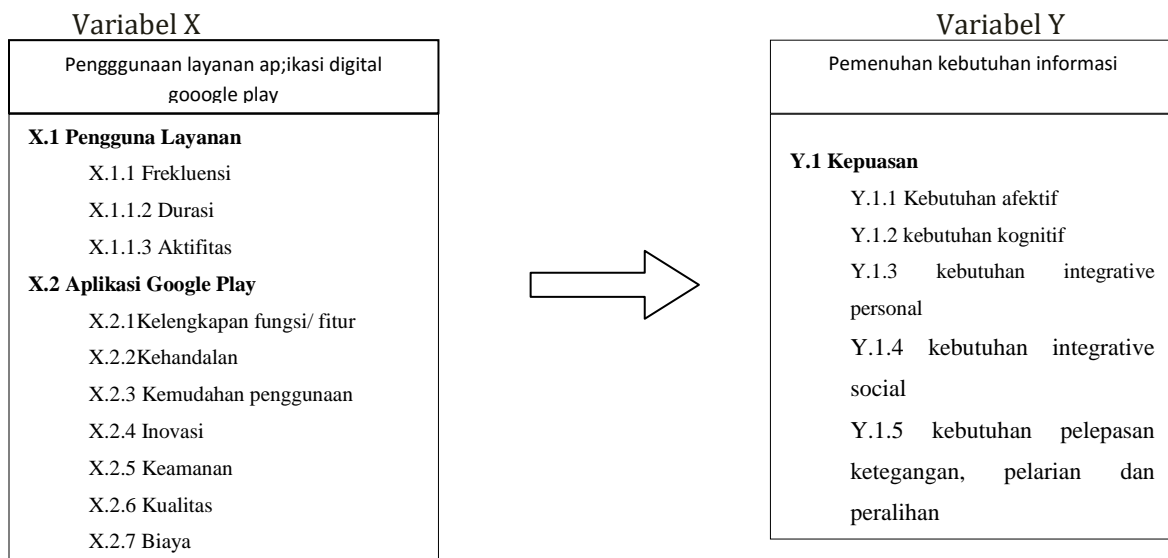 Variabel X
Pengggunaan layanan ap;ikasi digital
gooogle play
X.1 Pengguna Layanan
X.1.1 Frekluensi
X.1.1.2 Durasi
X.1.1.3 Aktifitas
X.2 Aplikasi Google Play
X.2.1Kelengkapan fungsi/ fitur
X.2.2Kehandalan
X.2.3 Kemudahan penggunaan
X.2.4 Inovasi
X.2.5 Keamanan
X.2.6 Kualitas
X.2.7 Biaya
Variabel Y
Pemenuhan kebutuhan informasi
Y.1 Kepuasan
Y.1.1 Kebutuhan afektif
Y.1.2 kebutuhan kognitif
Y.1.3 kebutuhan integrative
personal
Y.1.4 kebutuhan integrative
social
Y.1.5 kebutuhan pelepasan
ketegangan, pelarian dan
peralihan